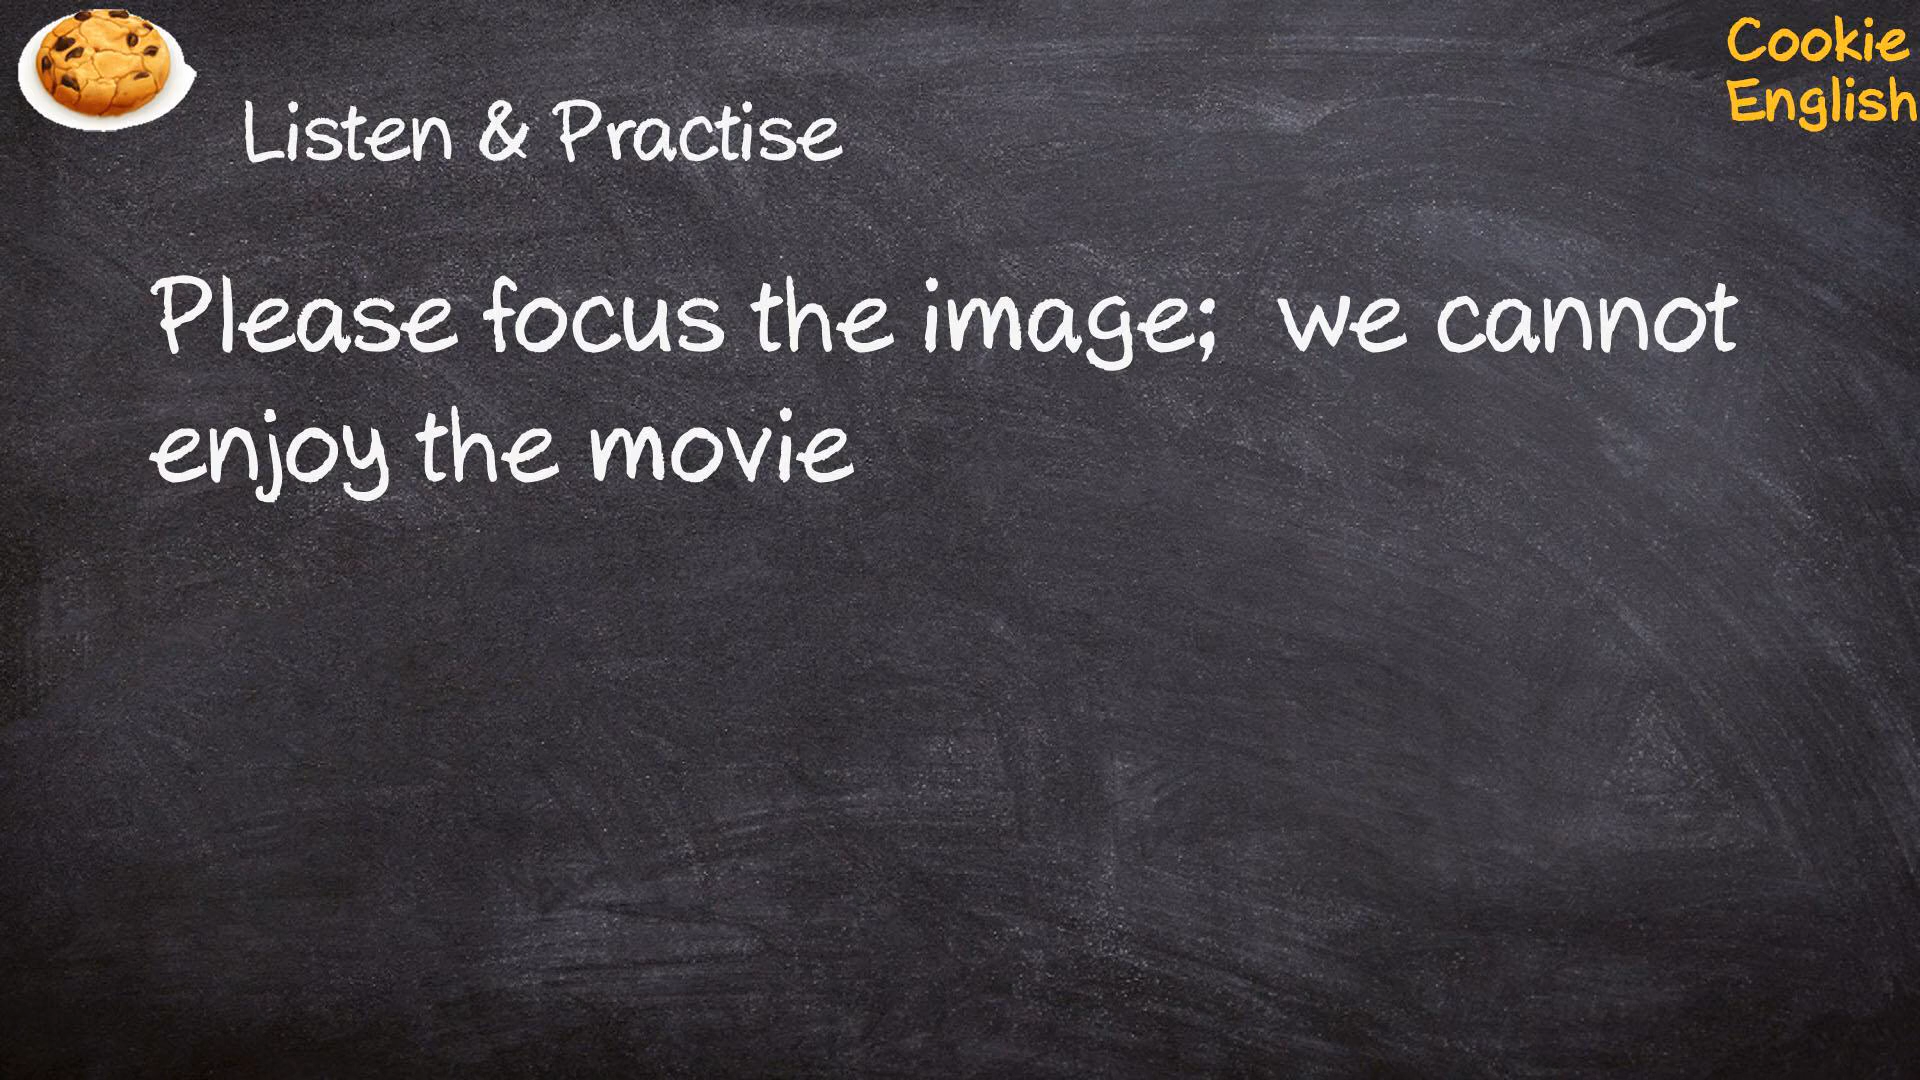 Cookie
English
Listen & Practise
Please focus the image;  we cannot
enjoy the movie